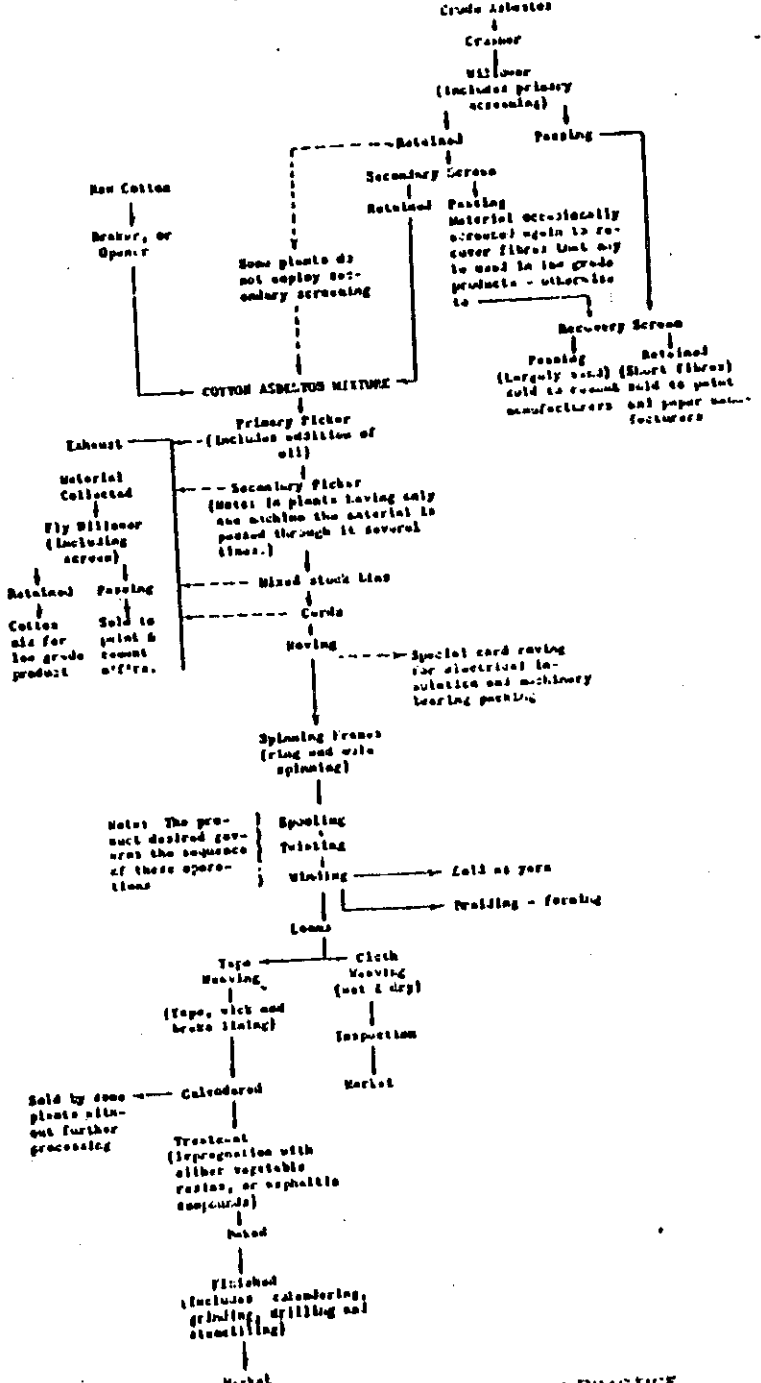 Crude Asbestos
Crusher
Willower
(Includes primary
screening)
Retained
Passing
Secondary Screen
Retained
Passing
Material occasionally
screened again to re-
cover fibres that may
be used in low grade
products - otherwise
to
Raw Cotton
Breaker, or
Opener
Some plants do
not employ sec-
ondary screening
Recovery Screen
Passing
(Largely sand)
sold to cement
manufacturers
Retained
(Short fibres)
sold to paint
and paper manu-
facturers
COTTON ASBESTOS MIXTURE
Primary Picker
(Includes addition of
oil)
Exhaust
Material
Collected
Fly Willower
(Including
screen)
Retained
Passing
Cotton
mix for
low grade
product
Sold to
paint &
cement
m'f'rs.
Secondary Picker
(Note: In plants having only
one machine the material is
passed through it several
times.)
Mixed stock bins
Cards
Roving
Special card roving
for electrical in-
sulation and machinery
bearing packing
Spinning Frames
(ring and mule
spinning)
Note: The pro-
duct desired gov-
erns the sequence
of these opera-
tions
Spooling
Twisting
Winding
Sold as yarn
Braiding - forming
Looms
Tape
Weaving
(Tape, wick and
brake lining)
Cloth
Weaving
(wet & dry)
Inspection
Market
Calendered
Sold by some
plants with-
out further
processing
Treatment
(Impregnation with
either vegetable
resins, or asphaltic
compounds)
Baked
Finished
(Includes calendering,
grinding, drilling and
stencilling)
Market
PRACTICE